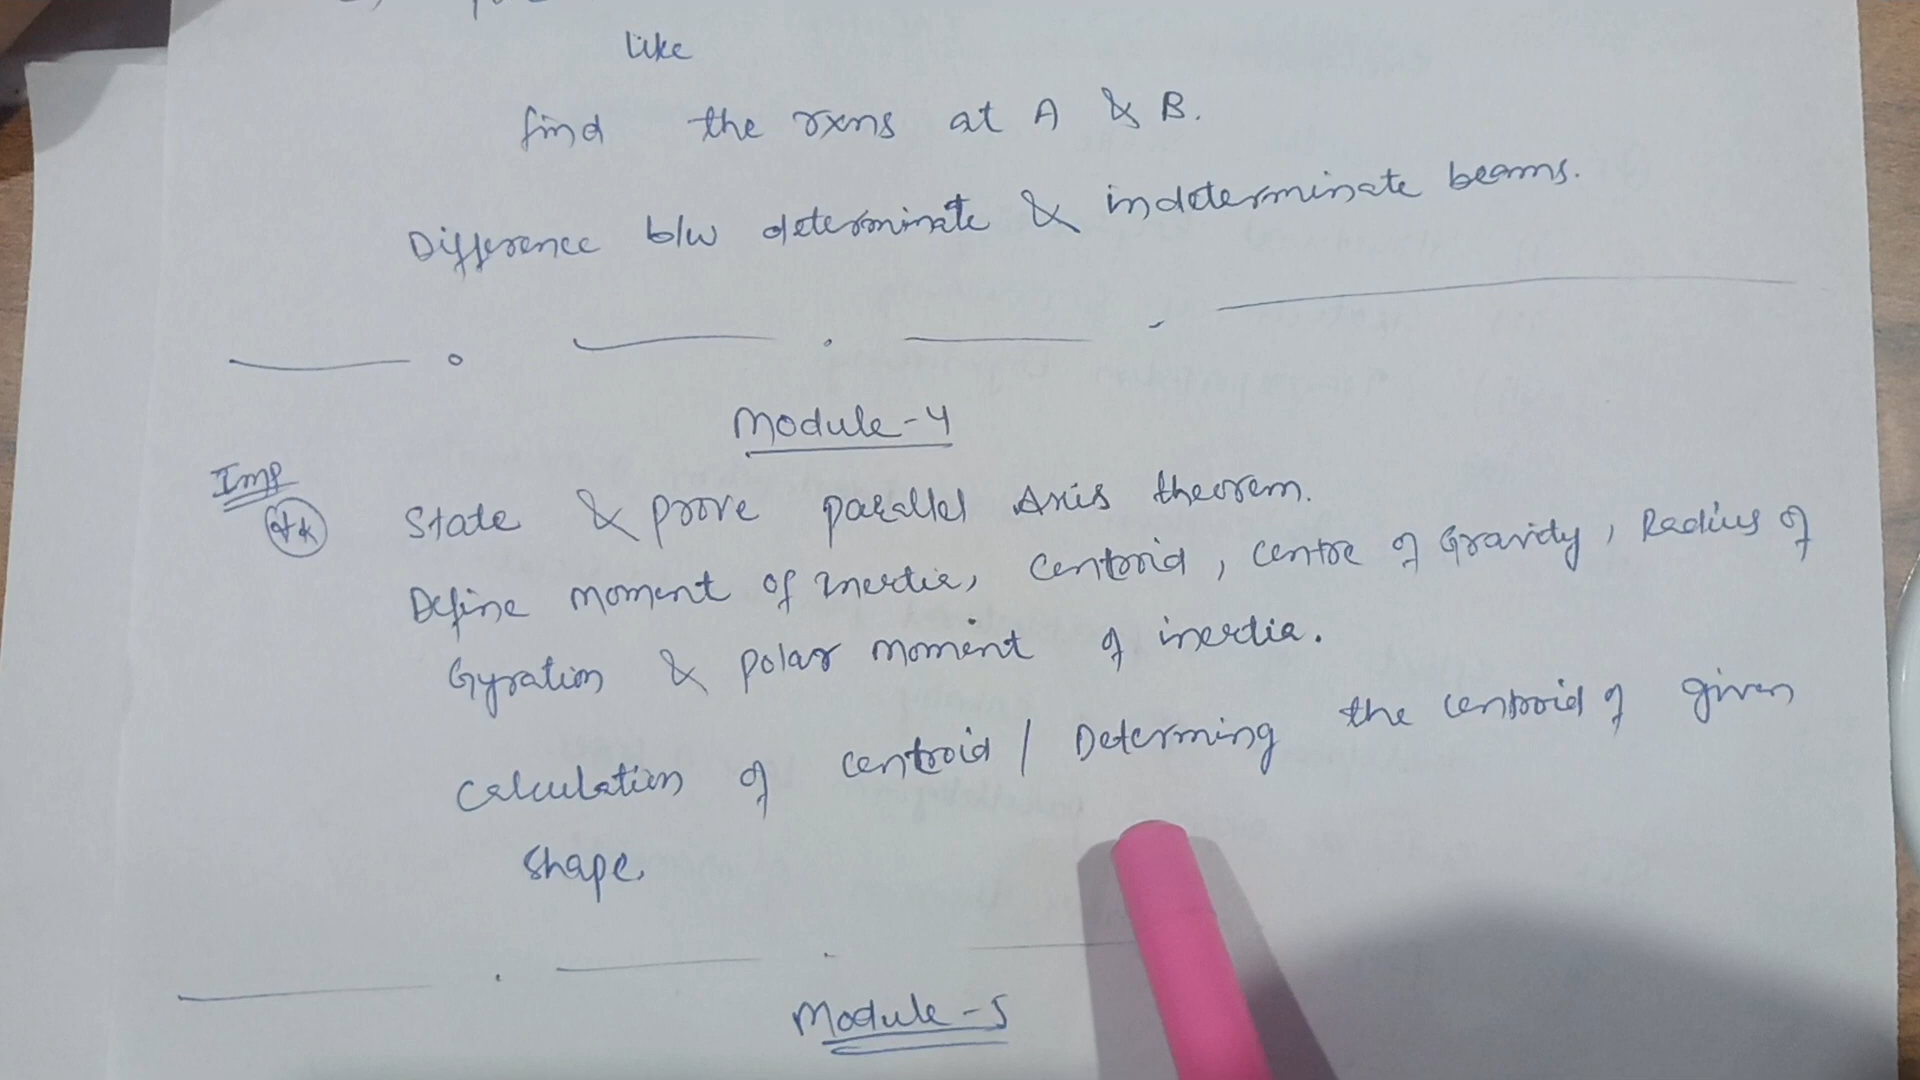 like
find the rxns at A & B.
Difference b/w determinate & indeterminate beams.
Module-4
Imp
State & prove parallel Axis theorem.
Define moment of inertia, centroid, centre of Gravity, Radius of
Gyration & polar moment of inertia.
Calculation of centroid / Determing the centroid of given
shape.
Module-5